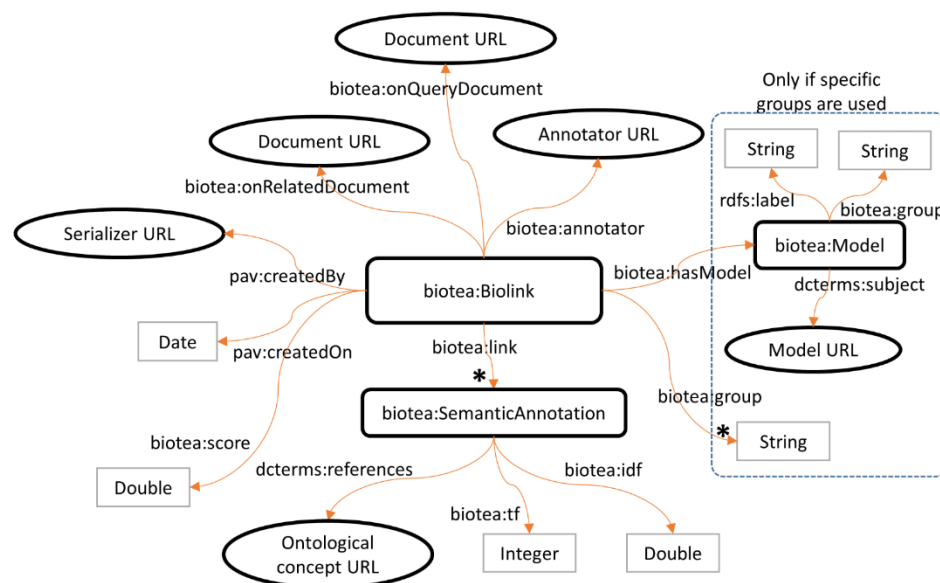 Document URL
biotea:onQueryDocument
Only if specific
groups are used
Document URL
Annotator URL
String
String
biotea:onRelatedDocument
rdfs:label
biotea:group
Serializer URL
biotea:annotator
biotea:Model
pav:createdBy
biotea:hasModel
dcterms:subject
biotea:Biolink
Date
pav:createdOn
biotea:link
Model URL
*
biotea:SemanticAnnotation
biotea:group
*
String
biotea:score
dcterms:references
biotea:idf
Double
biotea:tf
Ontological
concept URL
Integer
Double